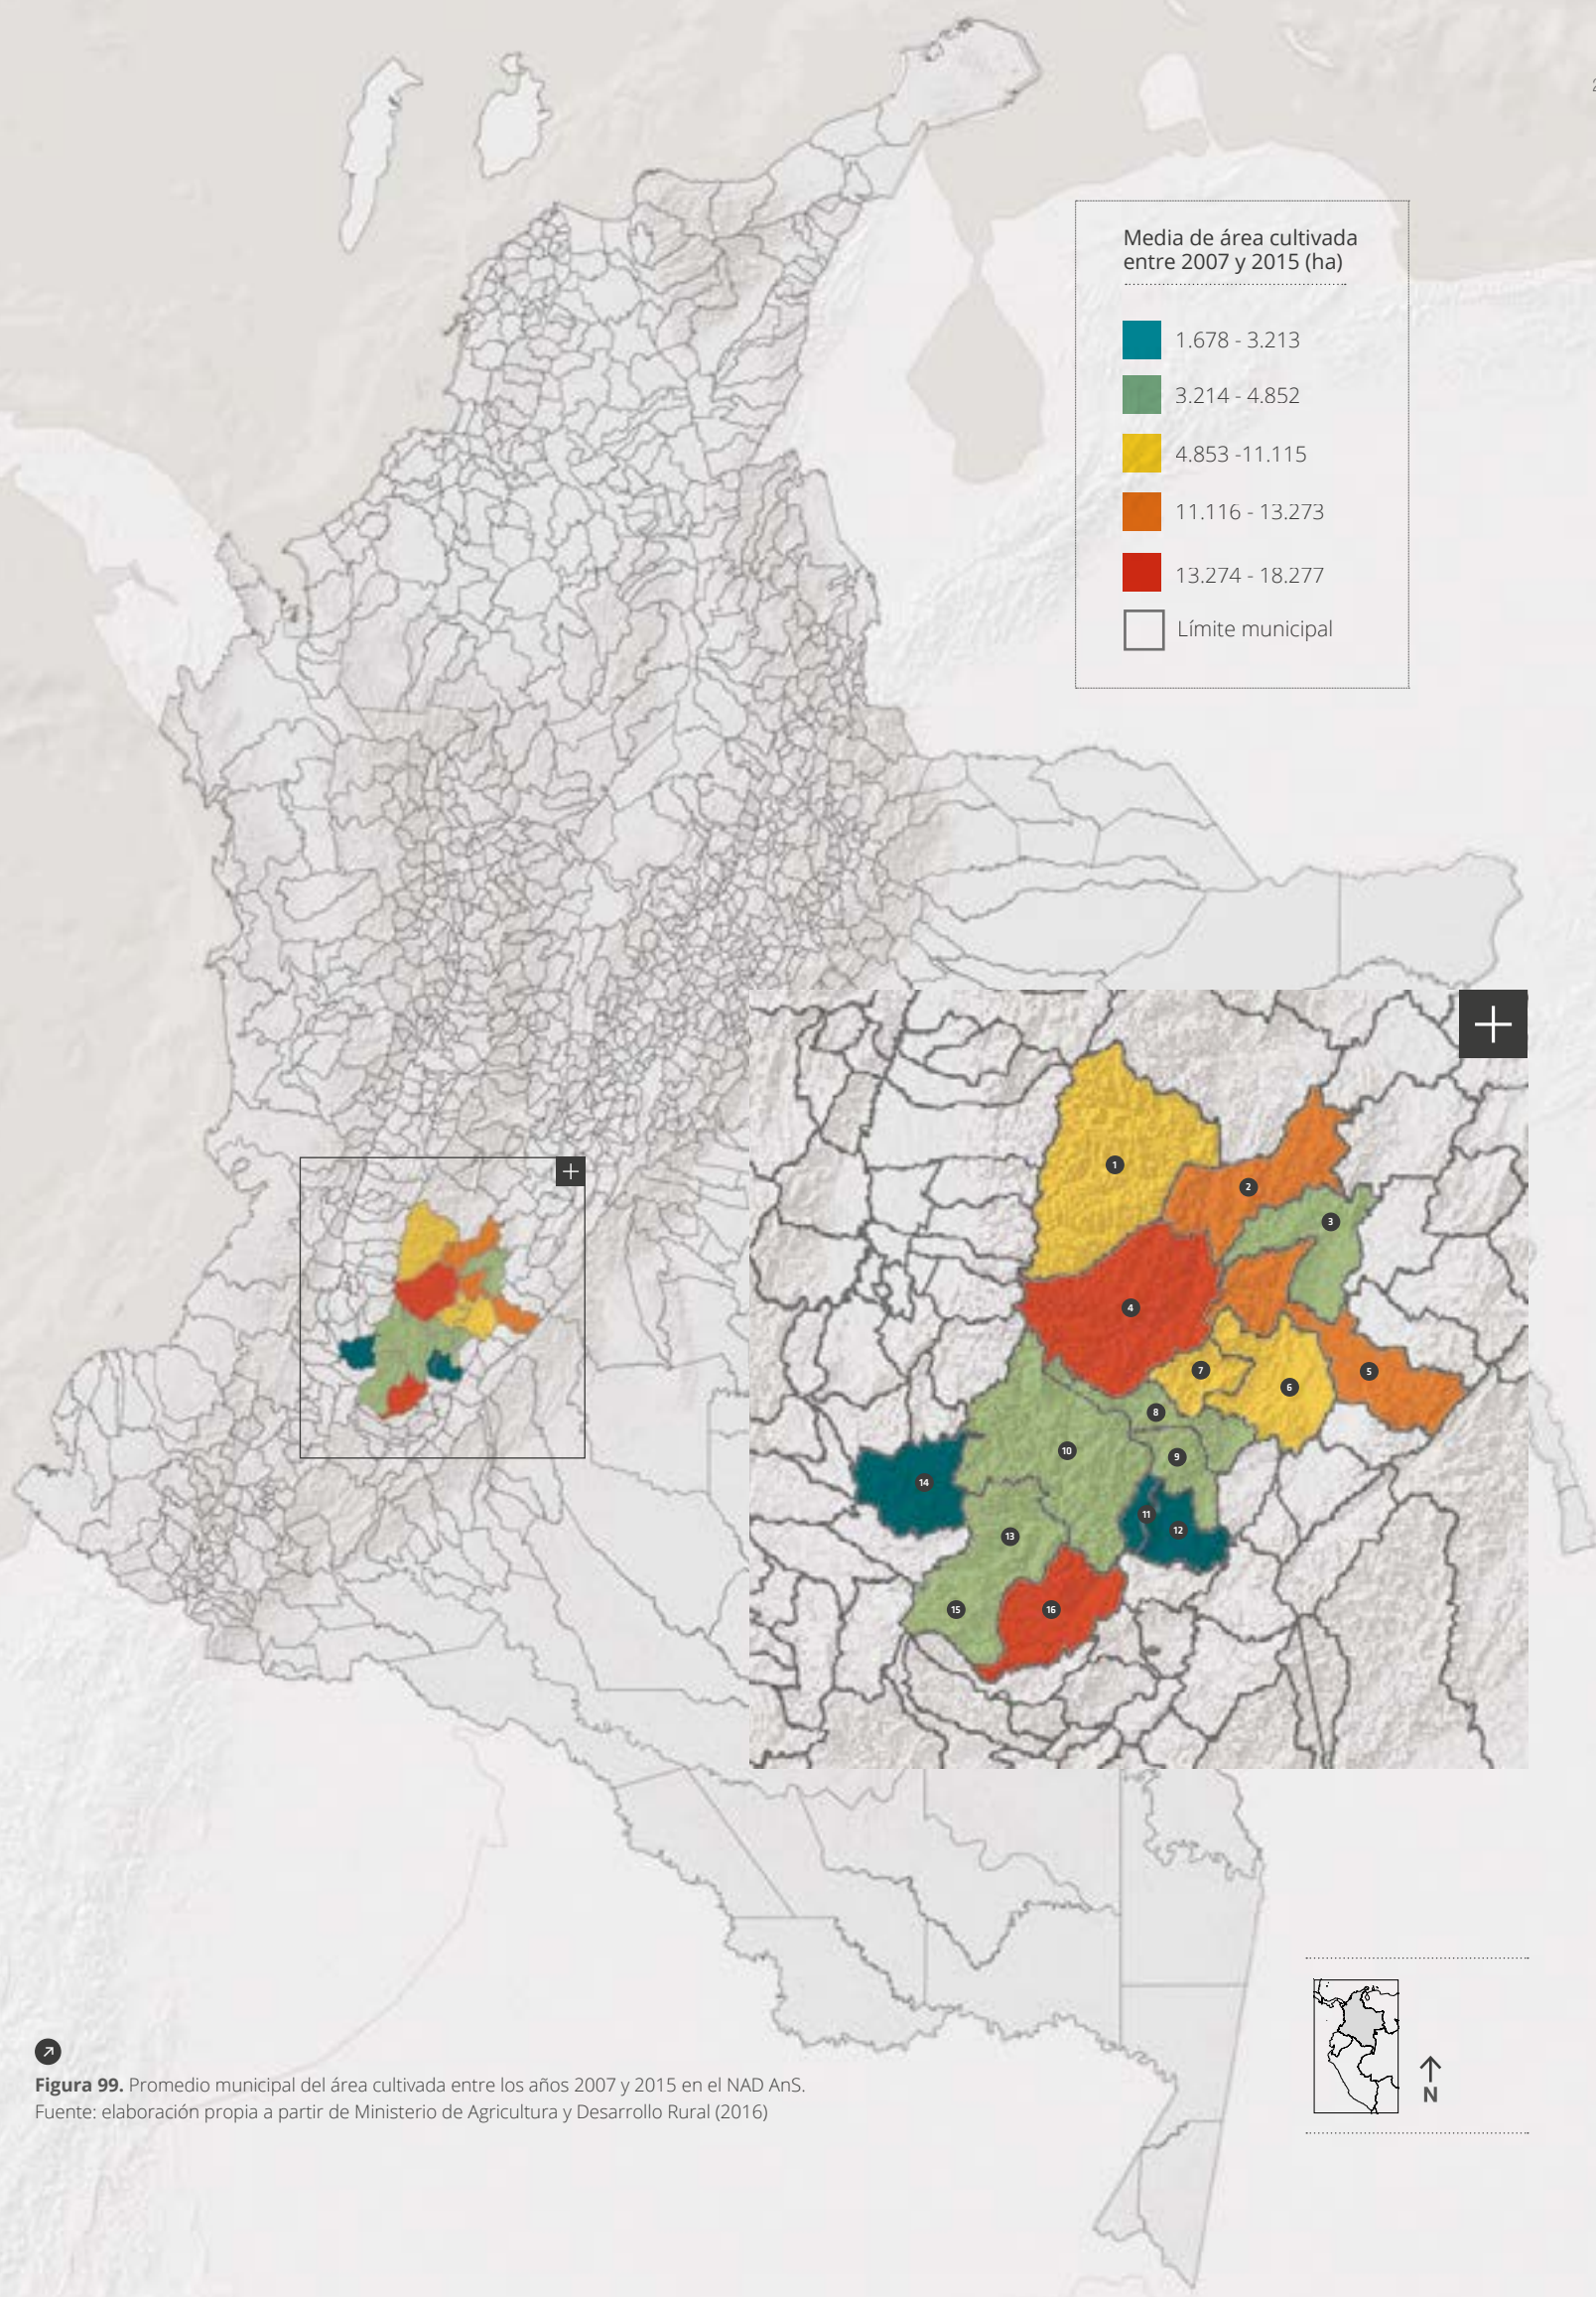 2
Media de área cultivada
entre 2007 y 2015 (ha)
1.678 - 3.213
3.214 - 4.852
4.853 -11.115
11.116 - 13.273
13.274 - 18.277
Límite municipal
1
2
3
4
5
6
7
8
9
10
11
12
13
14
15
16
N
Figura 99. Promedio municipal del área cultivada entre los años 2007 y 2015 en el NAD AnS.
Fuente: elaboración propia a partir de Ministerio de Agricultura y Desarrollo Rural (2016)